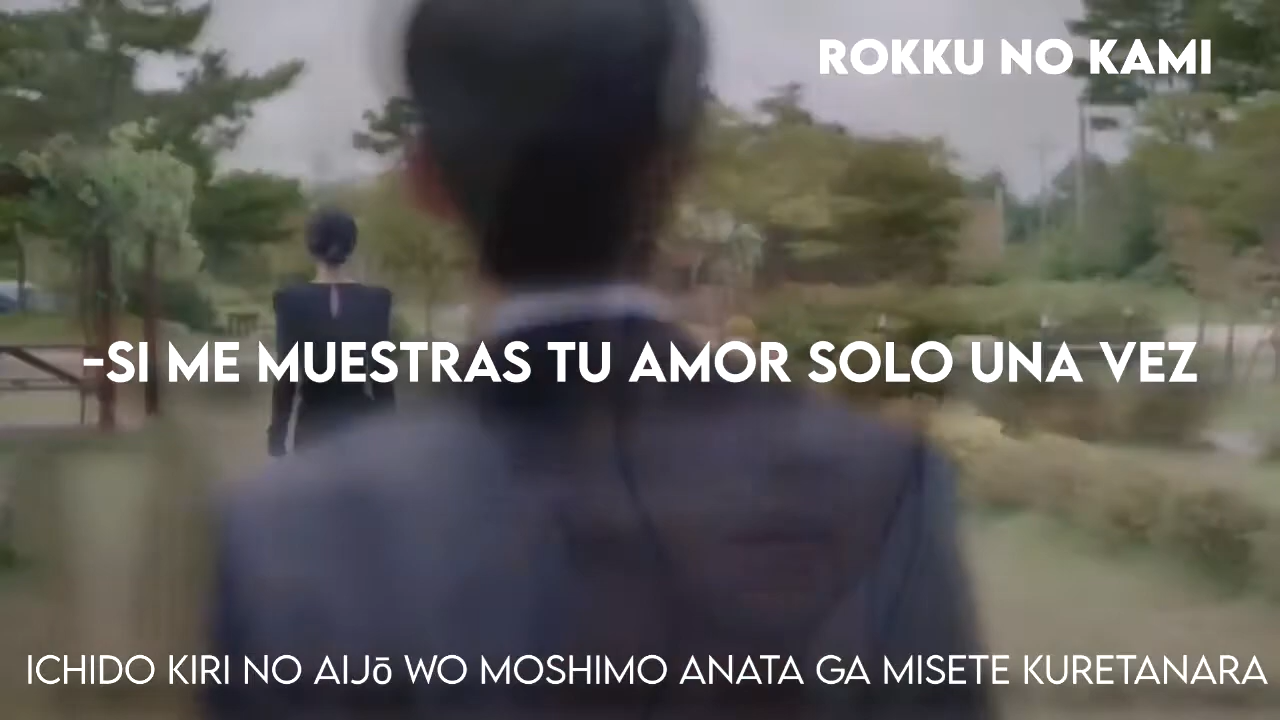 ROKKU NO KAMI
-SI ME MUESTRAS TU AMOR SOLO UNA VEZ
ICHIDO KIRI NO AIJō WO MOSHIMO ANATA GA MISETE KURETANARA